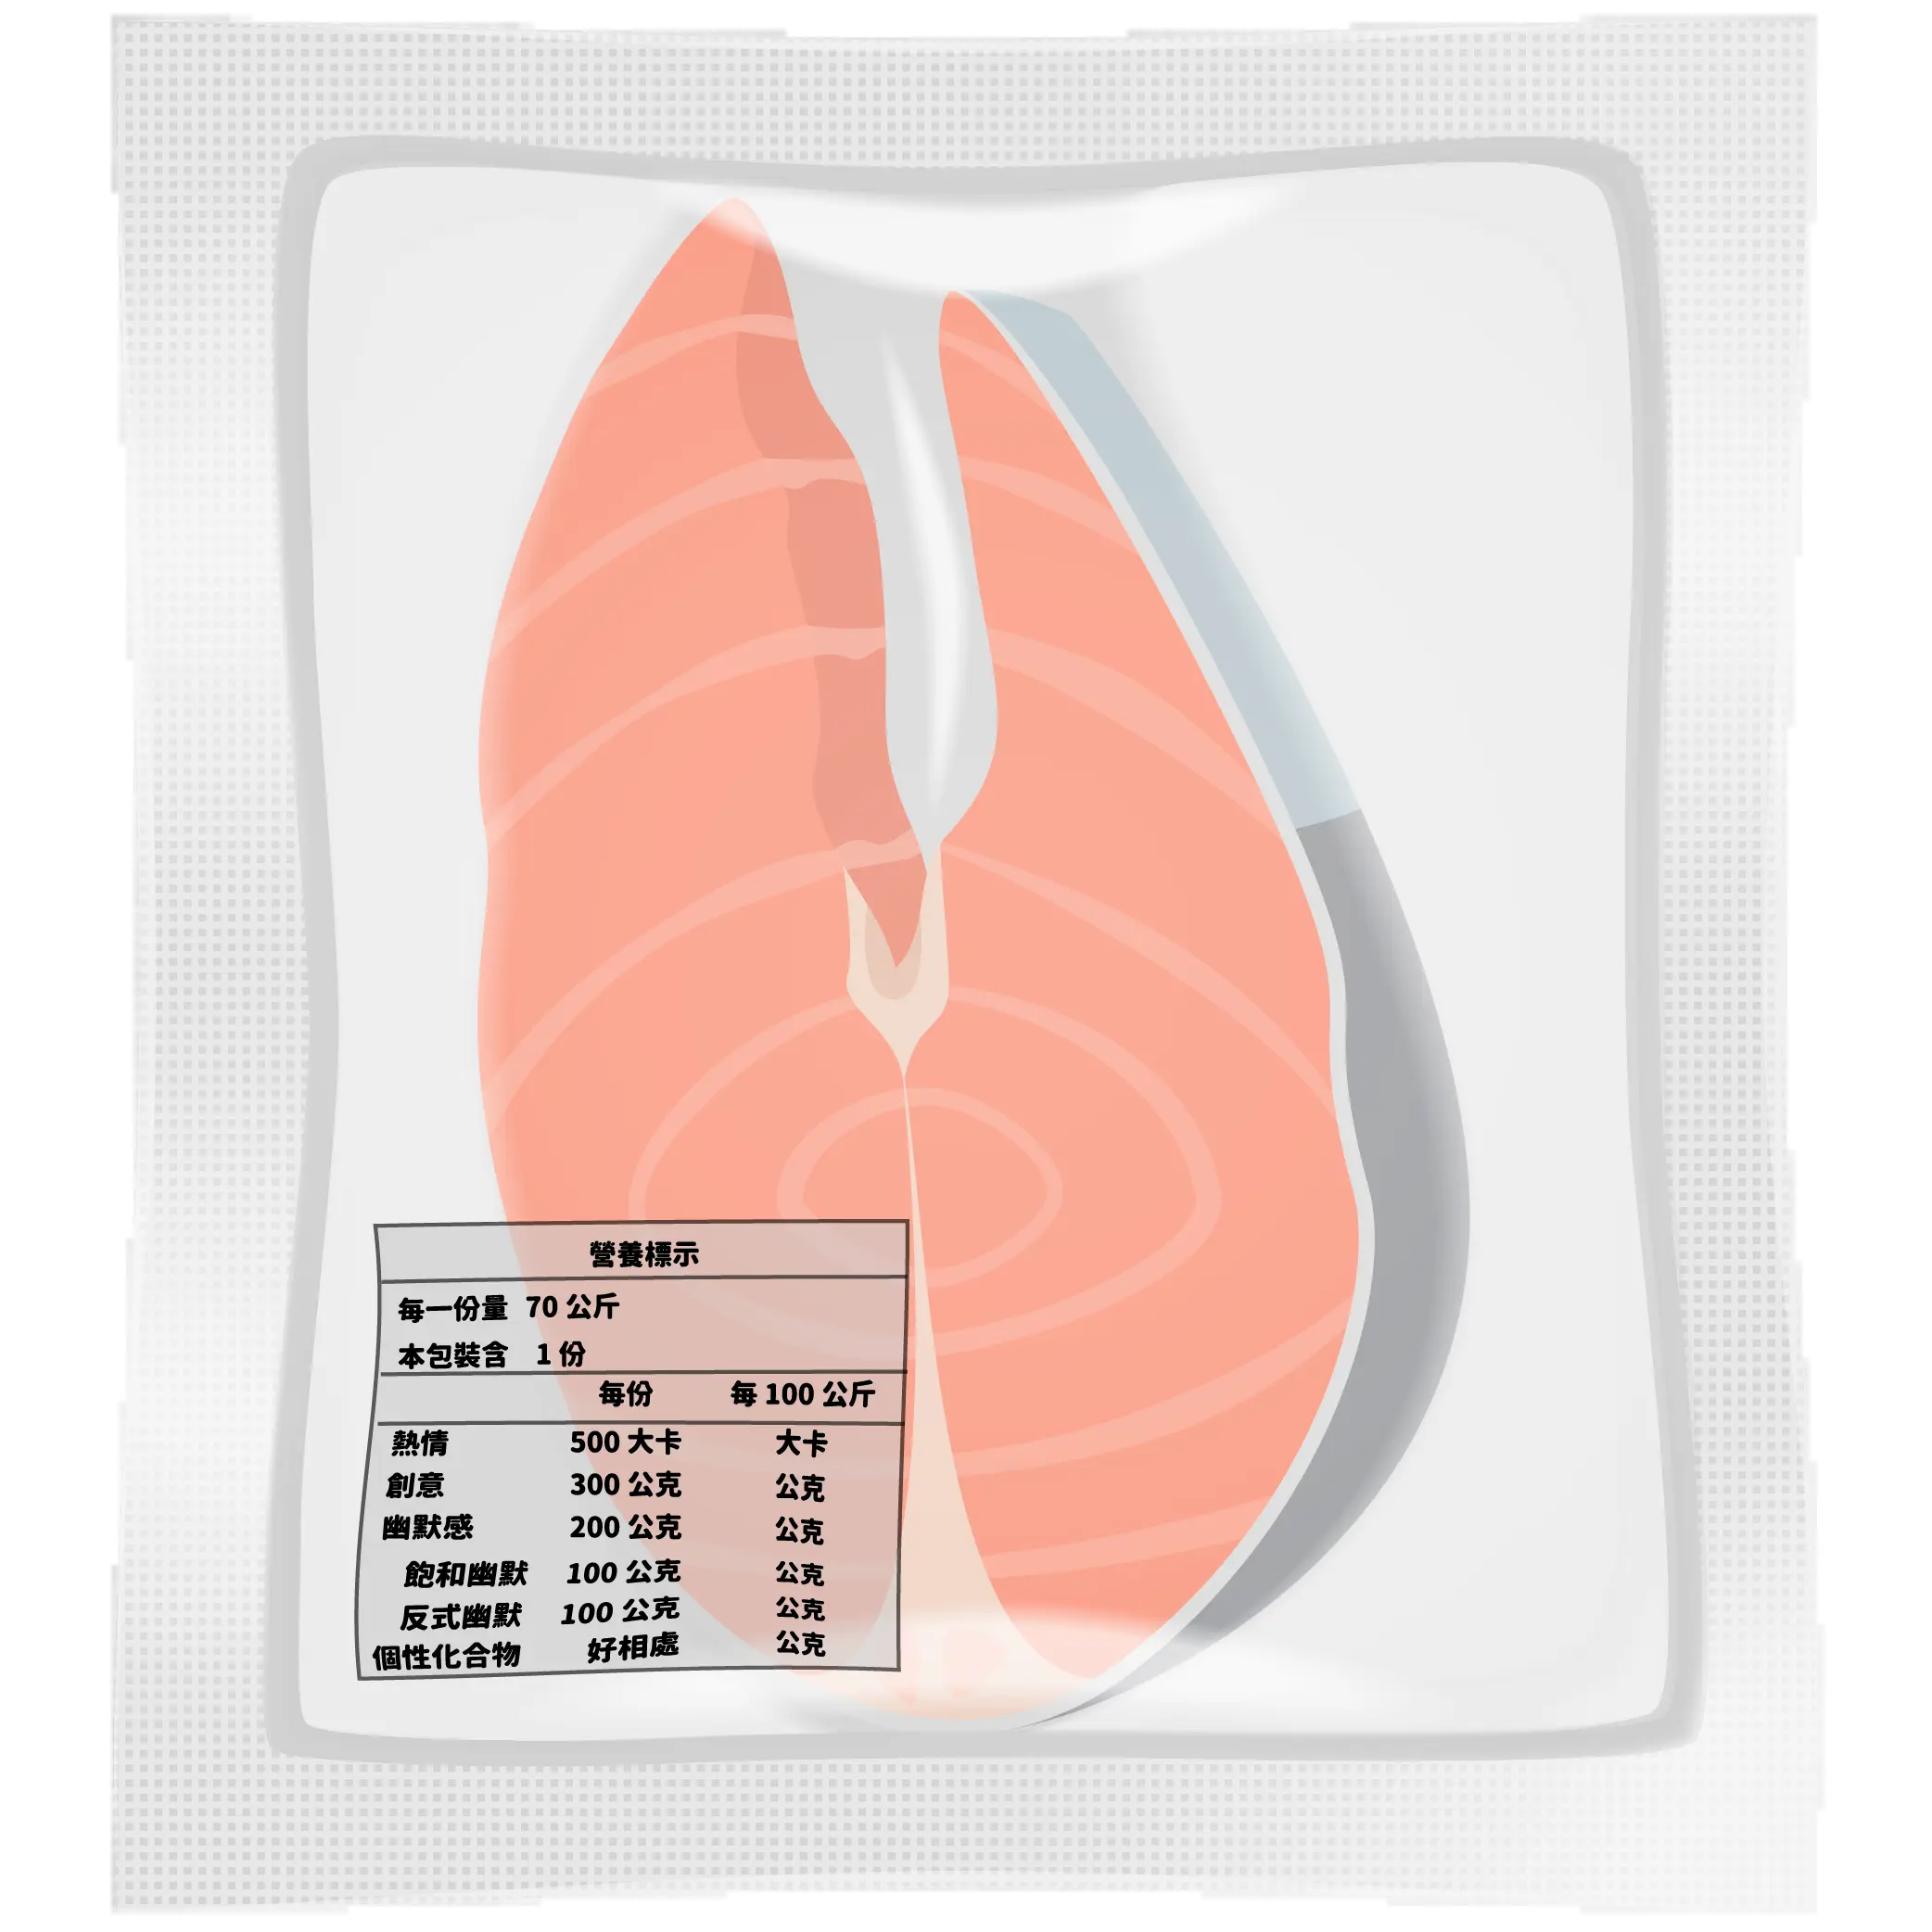 營養標示
每一份量 70 公斤
本包裝含 1 份
每份 每 100 公斤
熱情 500 大卡 大卡
創意 300 公克 公克
幽默感 200 公克 公克
飽和幽默 100 公克 公克
反式幽默 100 公克 公克
個性化合物 好相處 公克